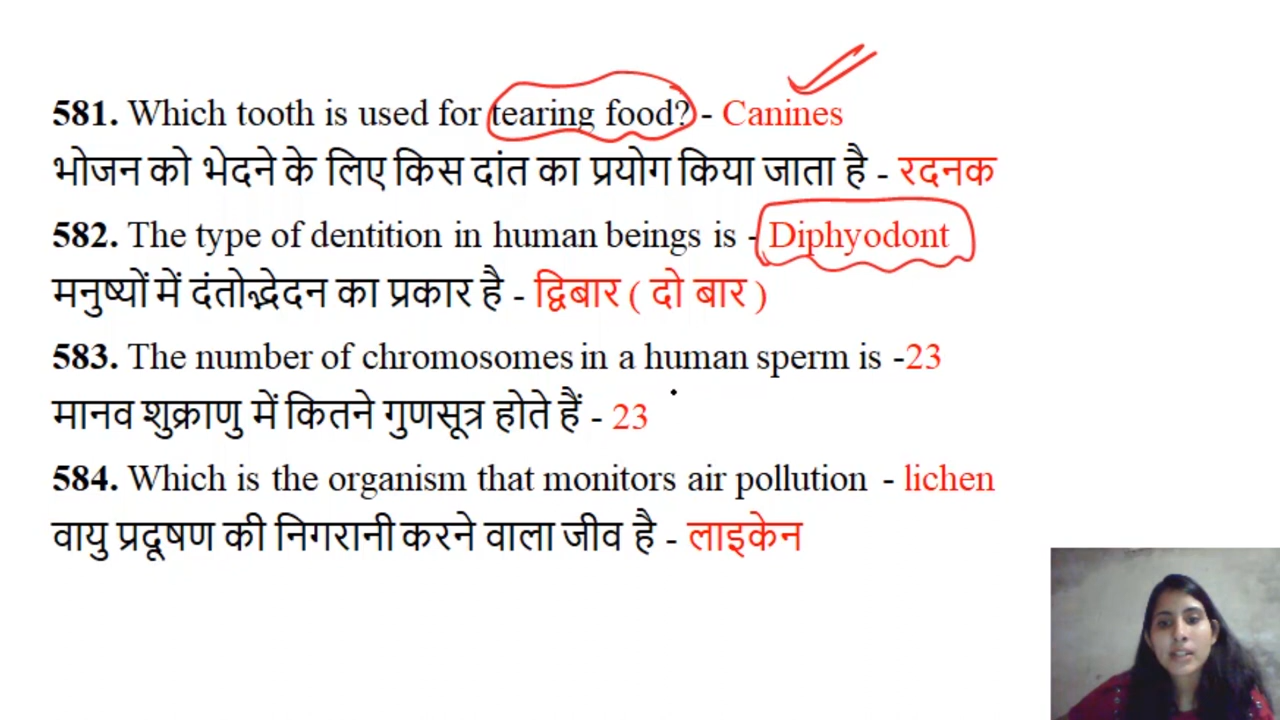 581. Which tooth is used for tearing food? - Canines
भोजन को भेदने के लिए किस दांत का प्रयोग किया जाता है - रदनक
582. The type of dentition in human beings is - Diphyodont
मनुष्यों में दंतोद्भेदन का प्रकार है - द्विबार ( दो बार )
583. The number of chromosomes in a human sperm is -23
मानव शुक्राणु में कितने गुणसूत्र होते हैं - 23
584. Which is the organism that monitors air pollution - lichen
वायु प्रदूषण की निगरानी करने वाला जीव है - लाइकेन